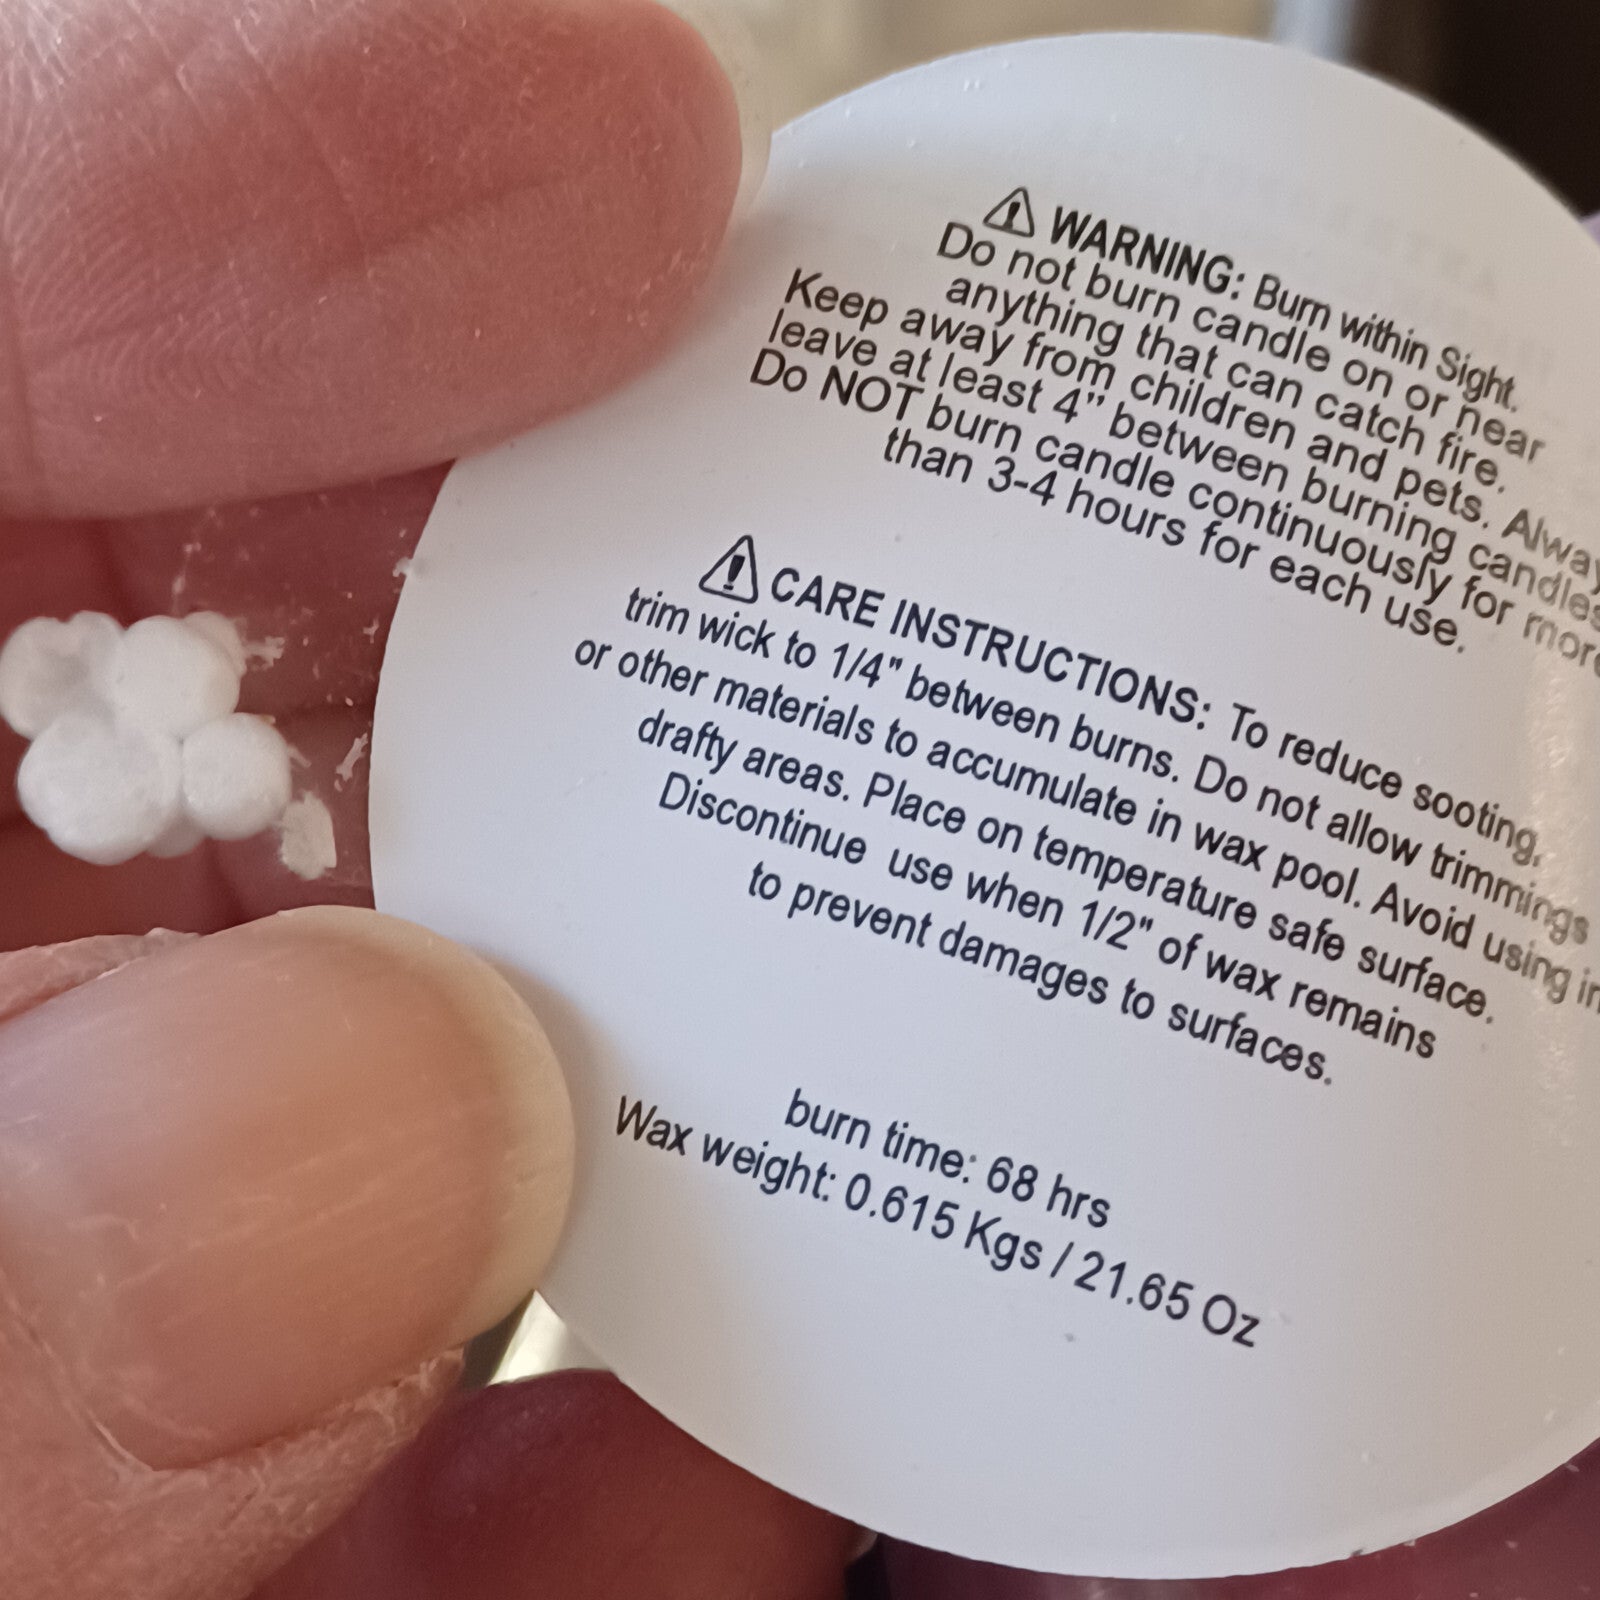 WARNING: Burn within Sight.
Do not burn candle on or near
anything that can catch fire.
Keep away from children and pets. Alway
leave at least 4" between burning candles
Do NOT burn candle continuously for more
than 3-4 hours for each use.
CARE INSTRUCTIONS: To reduce sooting,
trim wick to 1/4" between burns. Do not allow trimmings
or other materials to accumulate in wax pool. Avoid using in
drafty areas. Place on temperature safe surface.
Discontinue use when 1/2" of wax remains
to prevent damages to surfaces.
burn time: 68 hrs
Wax weight: 0.615 Kgs / 21.65 Oz